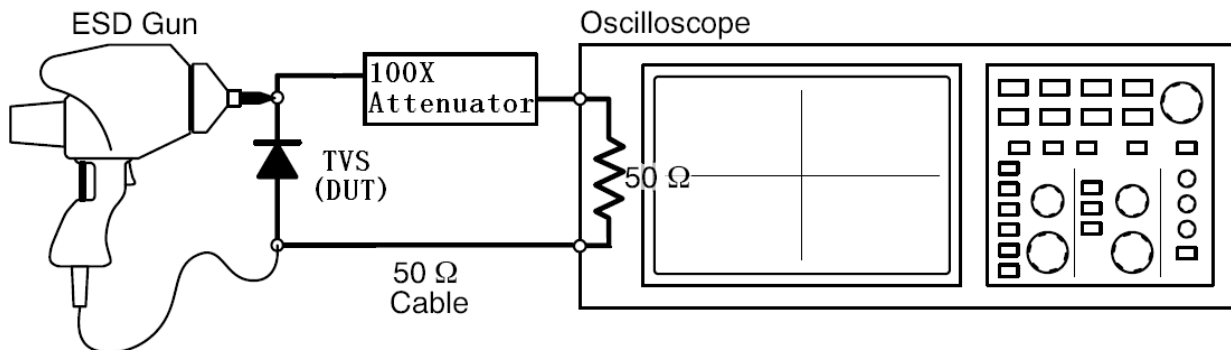 ESD Gun
Oscilloscope
100X
Attenuator
TVS
(DUT)
50 Ω
50 Ω
Cable